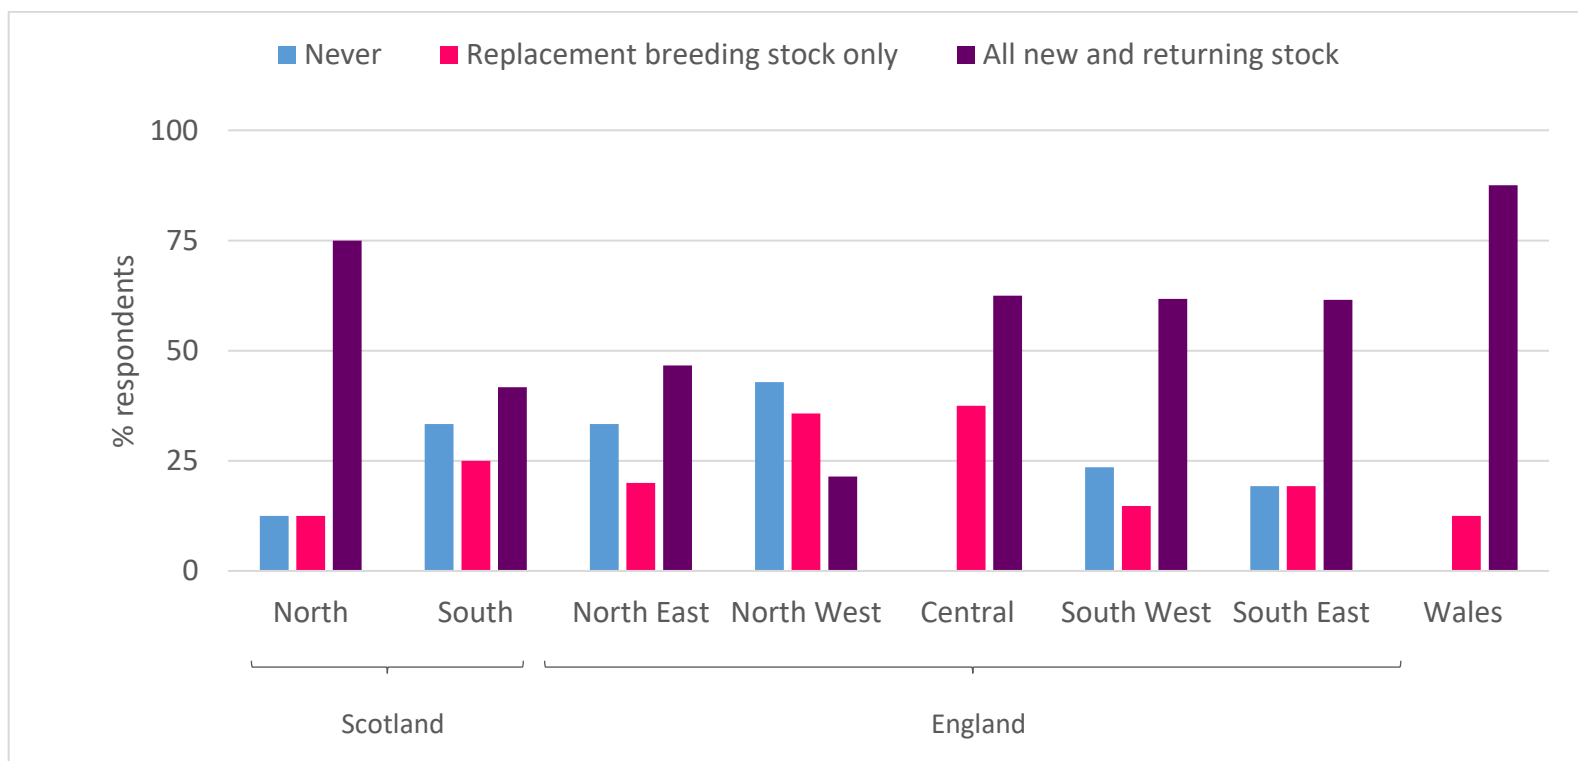 Never Replacement breeding stock only All new and returning stock
100
75
50
25
0
% respondents
North South North East North West Central South West South East Wales
Scotland England